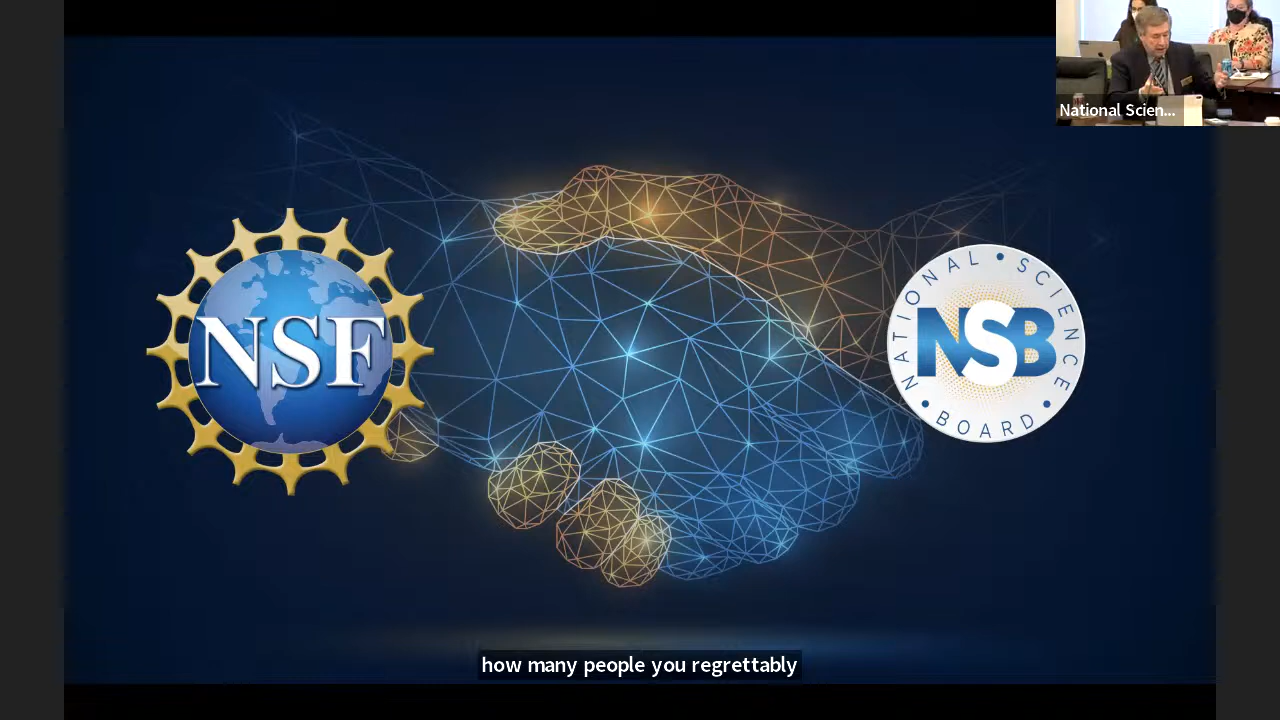 National Scien...
NSF
NATIONAL • SCIENCE
NSB
• BOARD •
how many people you regrettably